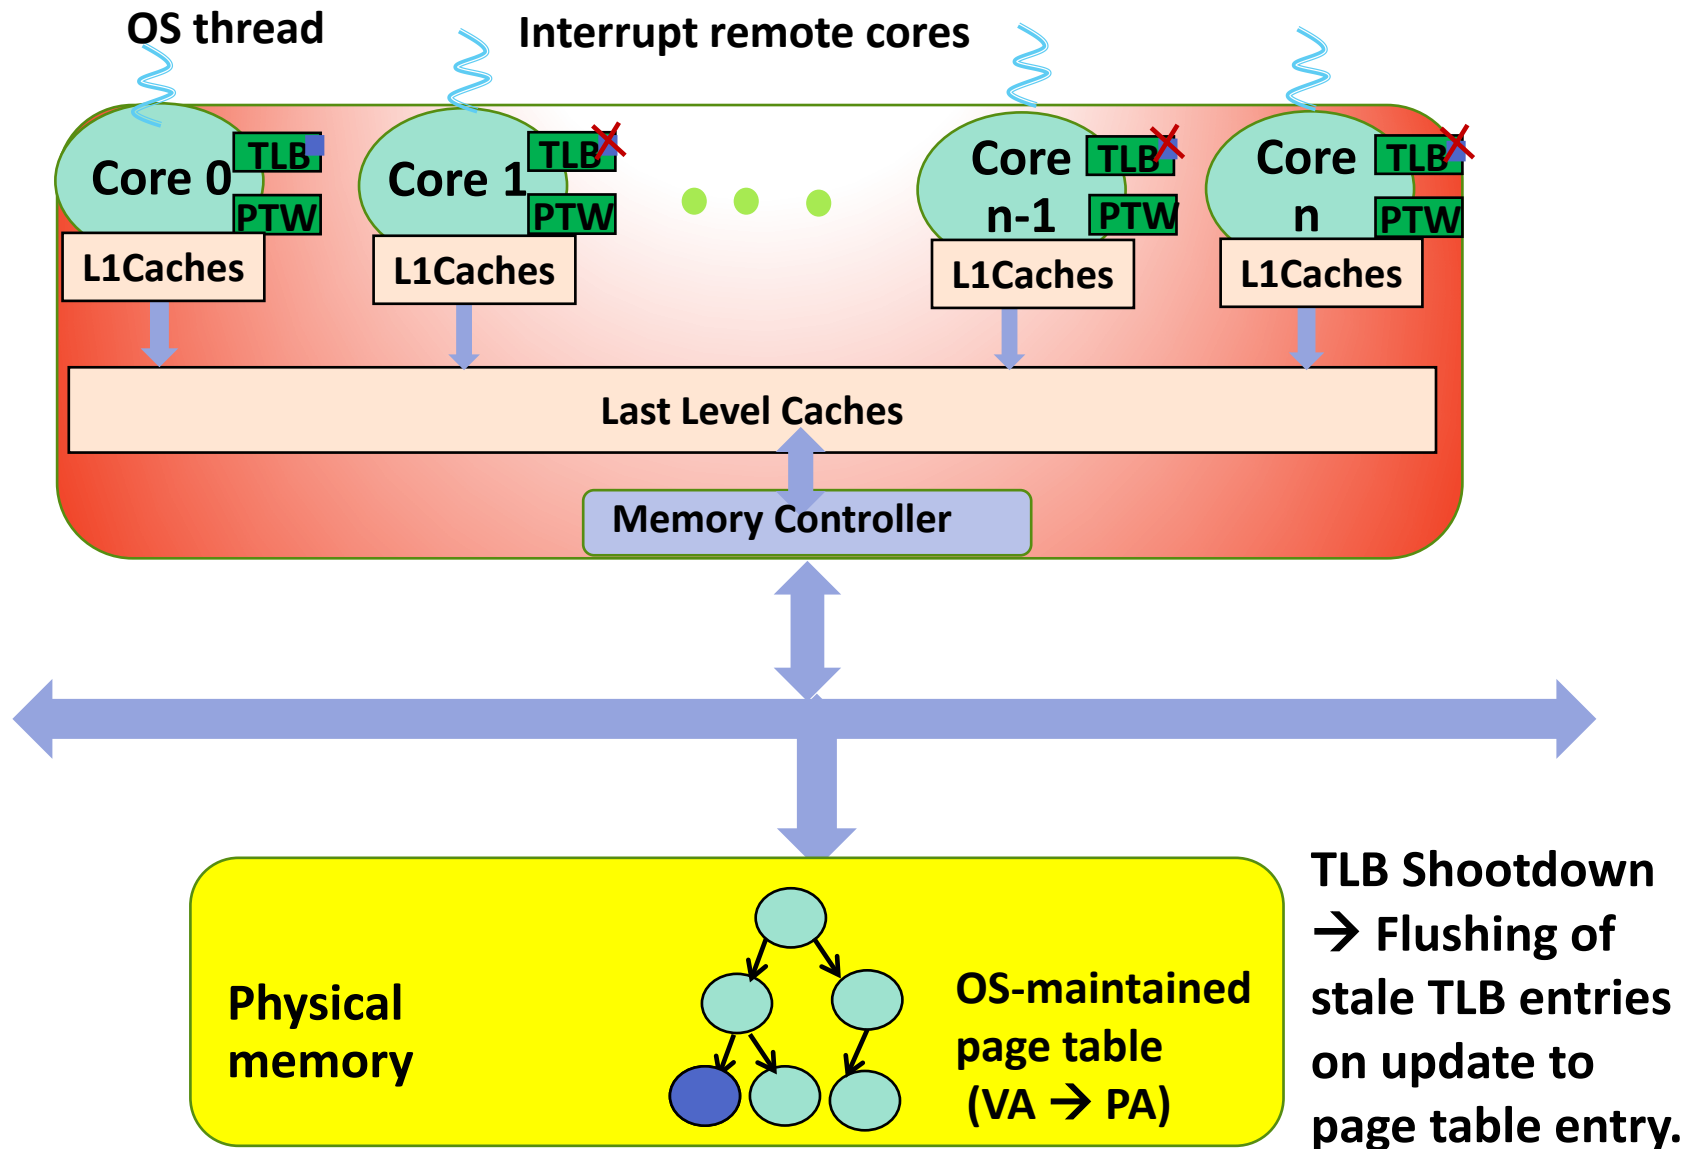 OS thread
Interrupt remote cores
Core 0
TLB
PTW
L1Caches
Core 1
TLB
PTW
L1Caches
Core
n-1
TLB
PTW
L1Caches
Core
n
TLB
PTW
L1Caches
Last Level Caches
Memory Controller
Physical
memory
OS-maintained
page table
(VA → PA)
TLB Shootdown
→ Flushing of
stale TLB entries
on update to
page table entry.